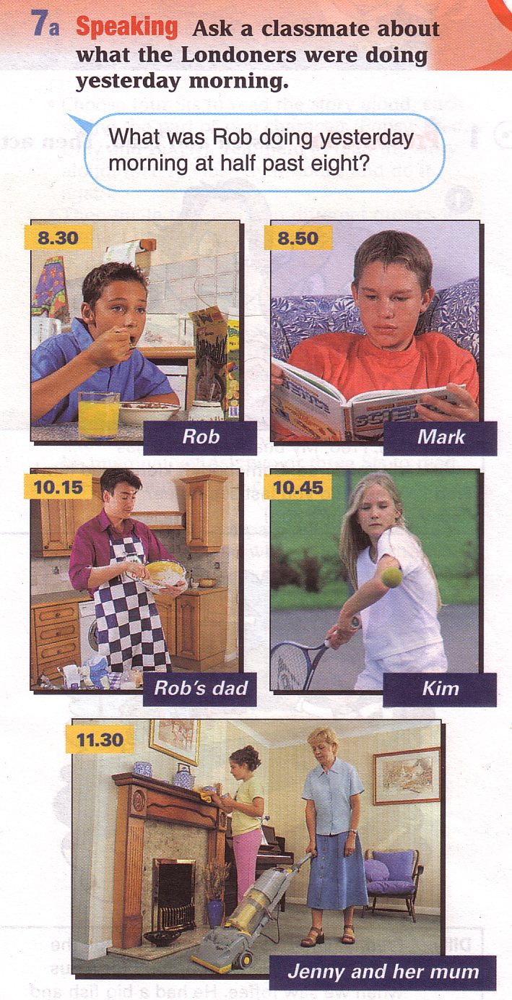 7a Speaking Ask a classmate about
what the Londoners were doing
yesterday morning.
What was Rob doing yesterday
morning at half past eight?
8.30
Rob
8.50
Mark
10.15
Rob's dad
10.45
Kim
11.30
Jenny and her mum